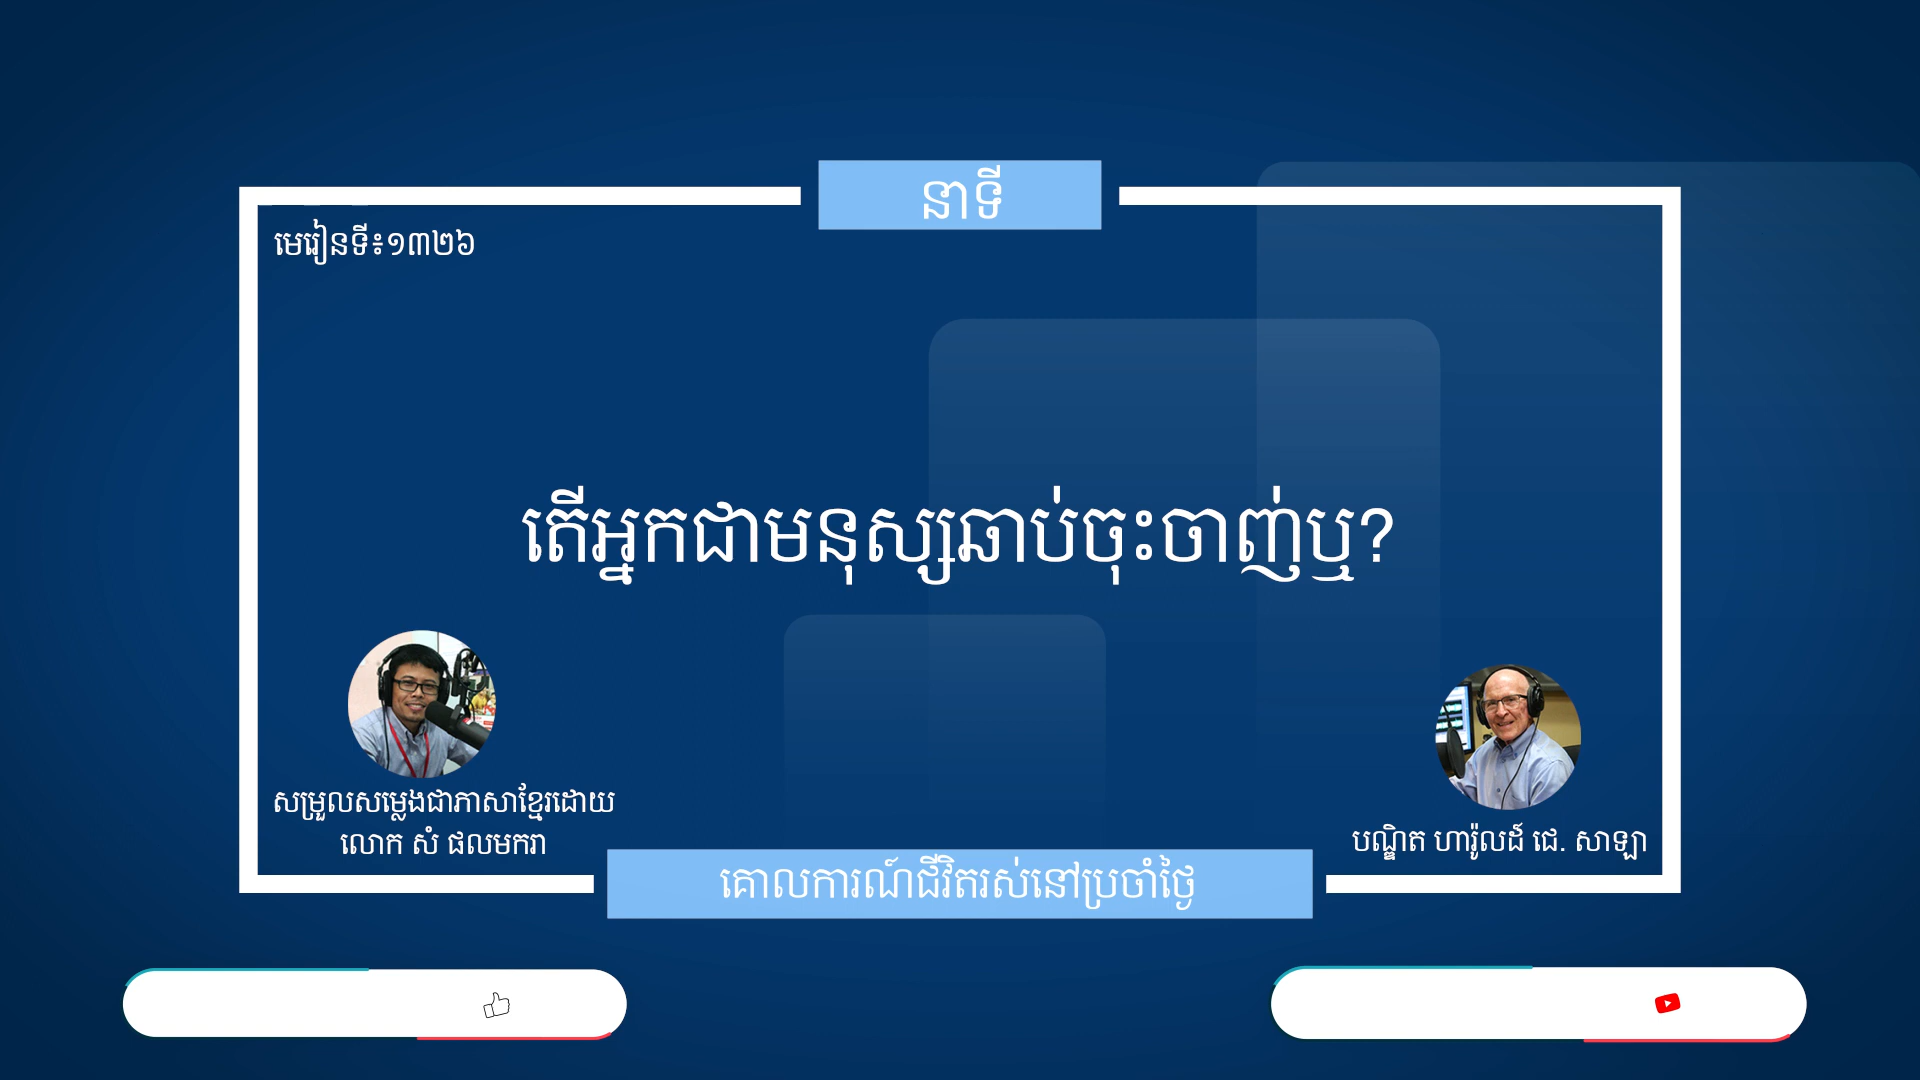 នាទី
មេរៀនទី៖១៣២៦
តើអ្នកជាមនុស្សឆាប់ចុះចាញ់ឬ?
សម្រួលសម្លេងជាភាសាខ្មែរដោយ
លោក សំ ផលមករា
បណ្ឌិត ហារ៉ូលដ៍ ជេ. សាឡា
គោលការណ៍ជីវិតរស់នៅប្រចាំថ្ងៃ